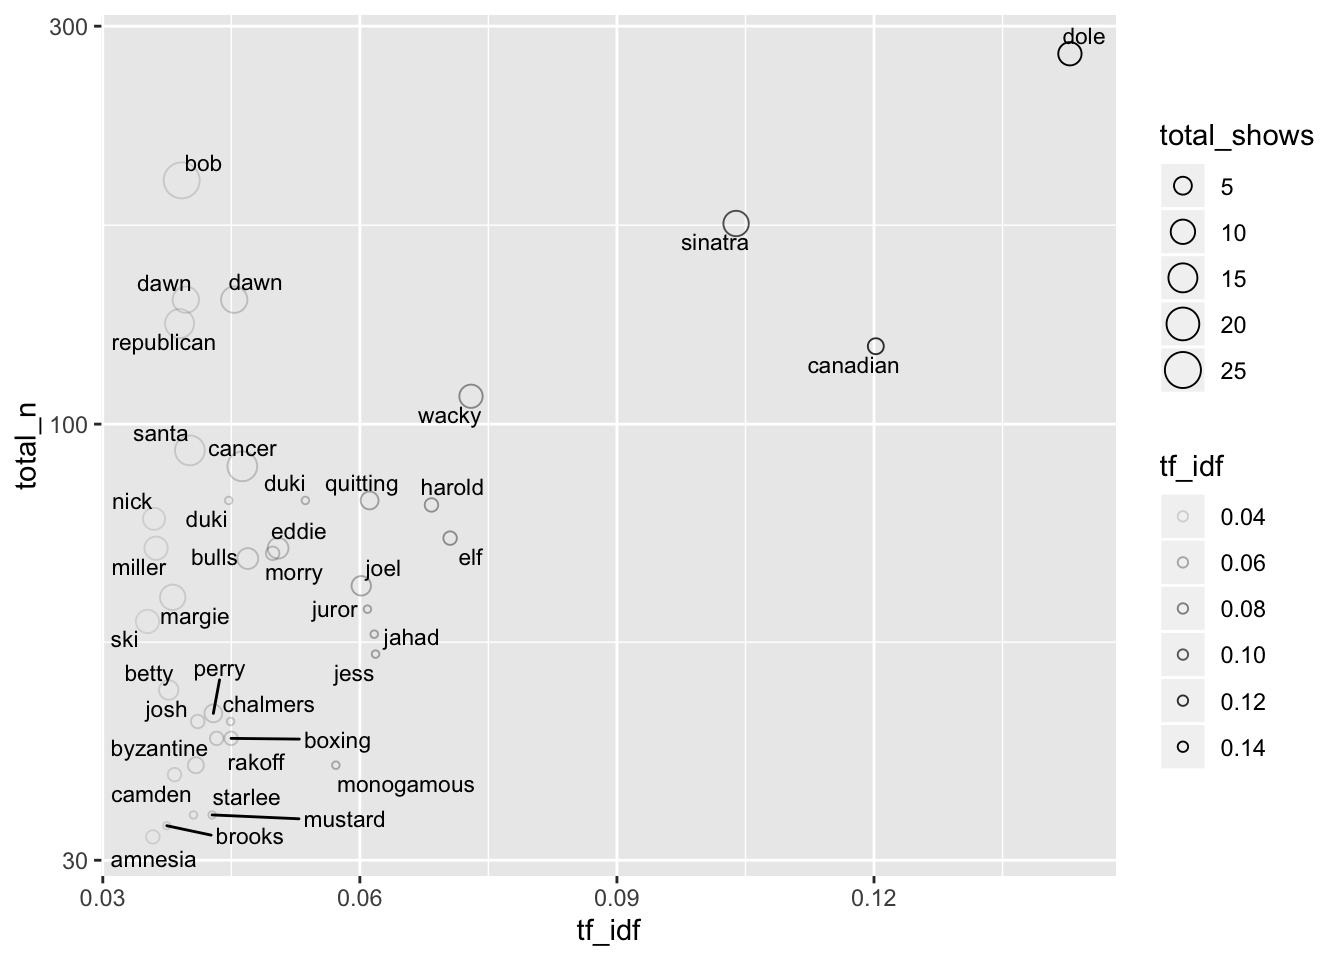 300
dole
bob
sinatra
dawn
dawn
republican
canadian
wacky
100
santa
cancer
duki
quitting
harold
nick
duki
eddie
bulls
elf
miller
morry
joel
juror
margie
ski
jahad
betty
perry
jess
josh
chalmers
byzantine
boxing
rakoff
monogamous
camden
starlee
mustard
brooks
amnesia
30
0.03
0.06
0.09
0.12
tf_idf
total_n
total_shows
5
10
15
20
25
tf_idf
0.04
0.06
0.08
0.10
0.12
0.14